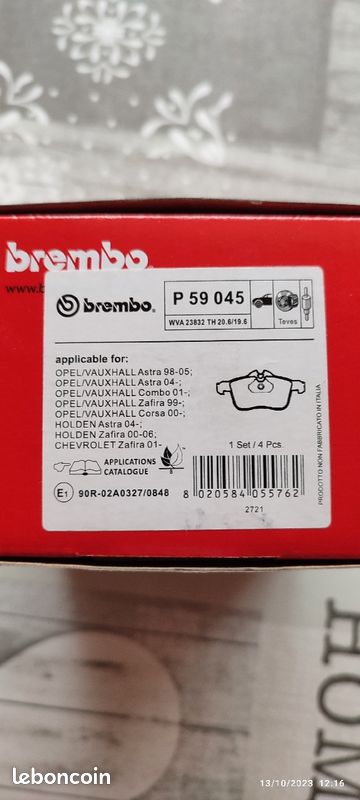 brembo.
www.b
brembo.
P 59 045
WVA 23832 TH 20.6/19.6
Teves
applicable for:
OPEL/VAUXHALL Astra 98-05;
OPEL/VAUXHALL Astra 04-;
OPEL/VAUXHALL Combo 01-;
OPEL/VAUXHALL Zafira 99-;
OPEL/VAUXHALL Corsa 00-;
HOLDEN Astra 04-;
HOLDEN Zafira 00-06;
CHEVROLET Zafira 01-
1 Set / 4 Pcs.
APPLICATIONS
CATALOGUE
E1
90R-02A0327/0848
8 020584 055762
2721
PRODOTTO NON FABBRICATO IN ITALIA
HOM
leboncoin
13/10/2023 12:16